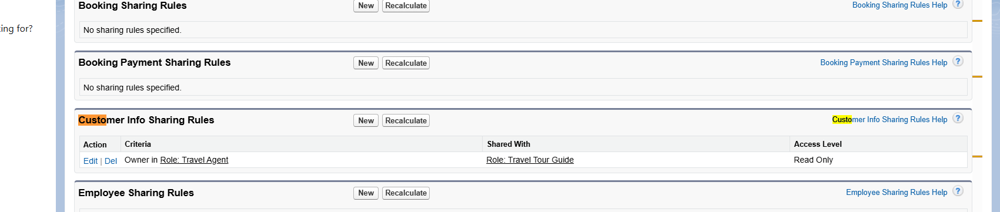 Booking Sharing Rules New Recalculate Booking Sharing Rules Help ?
No sharing rules specified.
ing for?
Booking Payment Sharing Rules New Recalculate Booking Payment Sharing Rules Help ?
No sharing rules specified.
Customer Info Sharing Rules New Recalculate Customer Info Sharing Rules Help ?
Action Criteria Shared With Access Level
Edit | Del Owner in Role: Travel Agent Role: Travel Tour Guide Read Only
Employee Sharing Rules New Recalculate Employee Sharing Rules Help ?